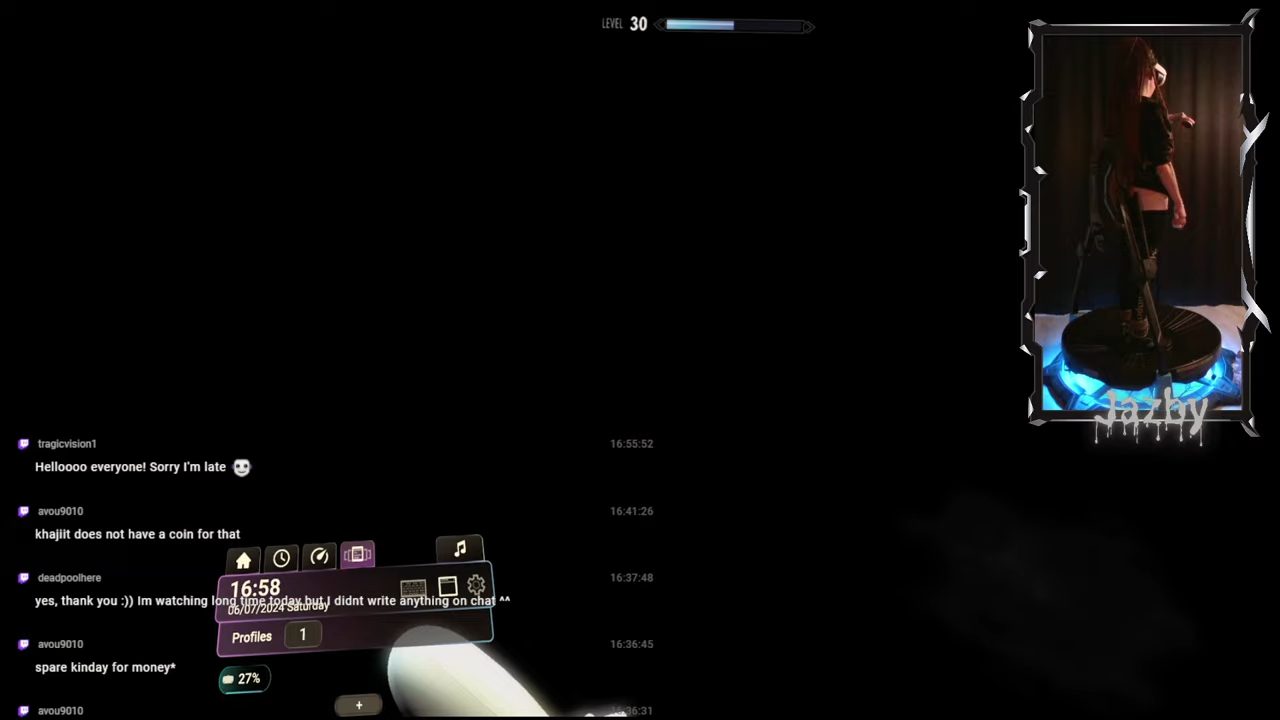 LEVEL 30
Jazby
tragicvision1 16:55:52
Helloooo everyone! Sorry I'm late
avou9010 16:41:26
khajiit does not have a coin for that
deadpoolhere 16:37:48
16:58
yes, thank you :)) Im watching long time today but I didnt write anything on chat ^^
06/07/2024 Saturday
Profiles 1
avou9010 16:36:45
spare kinday for money*
27%
+
avou9010 16:36:31